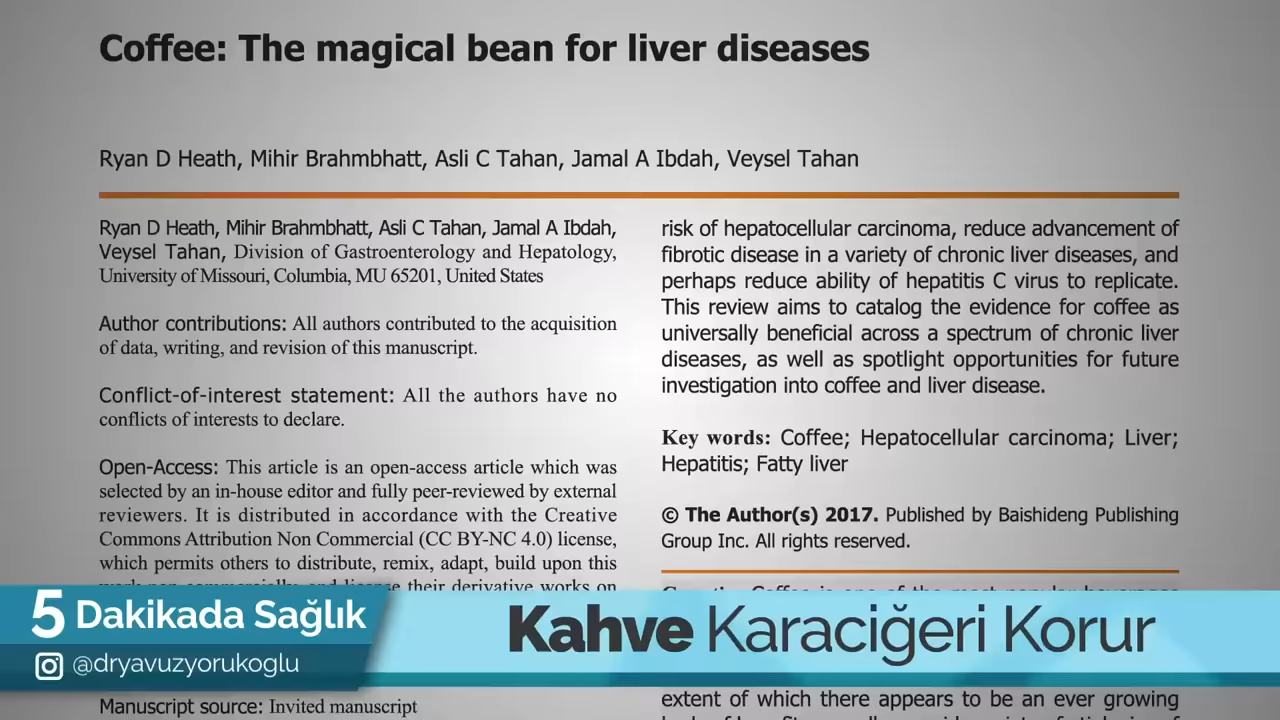 Coffee: The magical bean for liver diseases
Ryan D Heath, Mihir Brahmbhatt, Asli C Tahan, Jamal A Ibdah, Veysel Tahan
Ryan D Heath, Mihir Brahmbhatt, Asli C Tahan, Jamal A Ibdah,
Veysel Tahan, Division of Gastroenterology and Hepatology,
University of Missouri, Columbia, MU 65201, United States
Author contributions: All authors contributed to the acquisition
of data, writing, and revision of this manuscript.
Conflict-of-interest statement: All the authors have no
conflicts of interests to declare.
Open-Access: This article is an open-access article which was
selected by an in-house editor and fully peer-reviewed by external
reviewers. It is distributed in accordance with the Creative
Commons Attribution Non Commercial (CC BY-NC 4.0) license,
which permits others to distribute, remix, adapt, build upon this
their derivative works on
Manuscript source: Invited manuscript
risk of hepatocellular carcinoma, reduce advancement of
fibrotic disease in a variety of chronic liver diseases, and
perhaps reduce ability of hepatitis C virus to replicate.
This review aims to catalog the evidence for coffee as
universally beneficial across a spectrum of chronic liver
diseases, as well as spotlight opportunities for future
investigation into coffee and liver disease.
Key words: Coffee; Hepatocellular carcinoma; Liver;
Hepatitis; Fatty liver
© The Author(s) 2017. Published by Baishideng Publishing
Group Inc. All rights reserved.
extent of which there appears to be an ever growing
5 Dakikada Sağlık
@dryavuzyorukoglu
Kahve Karaciğeri Korur